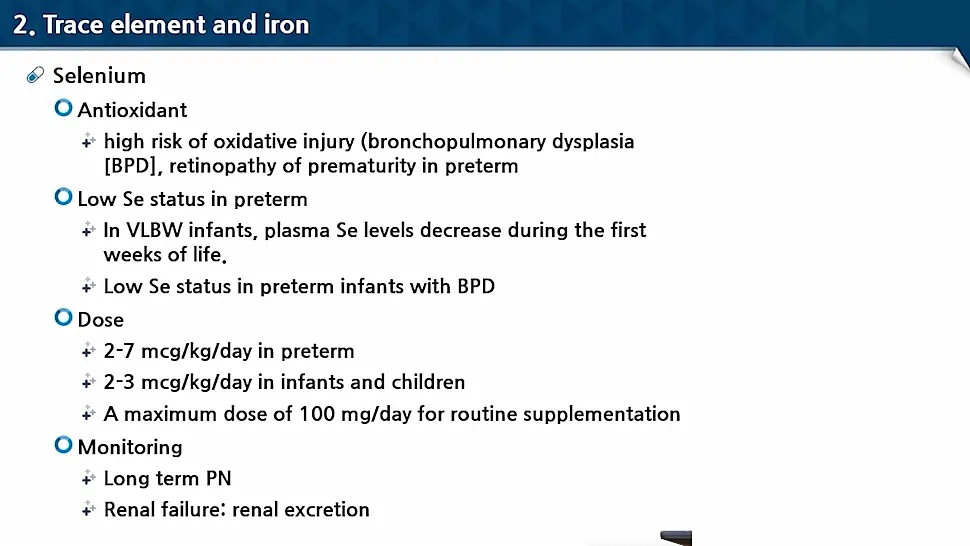 2. Trace element and iron
Selenium
Antioxidant
high risk of oxidative injury (bronchopulmonary dysplasia
[BPD], retinopathy of prematurity in preterm
Low Se status in preterm
In VLBW infants, plasma Se levels decrease during the first
weeks of life.
Low Se status in preterm infants with BPD
Dose
2-7 mcg/kg/day in preterm
2-3 mcg/kg/day in infants and children
A maximum dose of 100 mg/day for routine supplementation
Monitoring
Long term PN
Renal failure: renal excretion